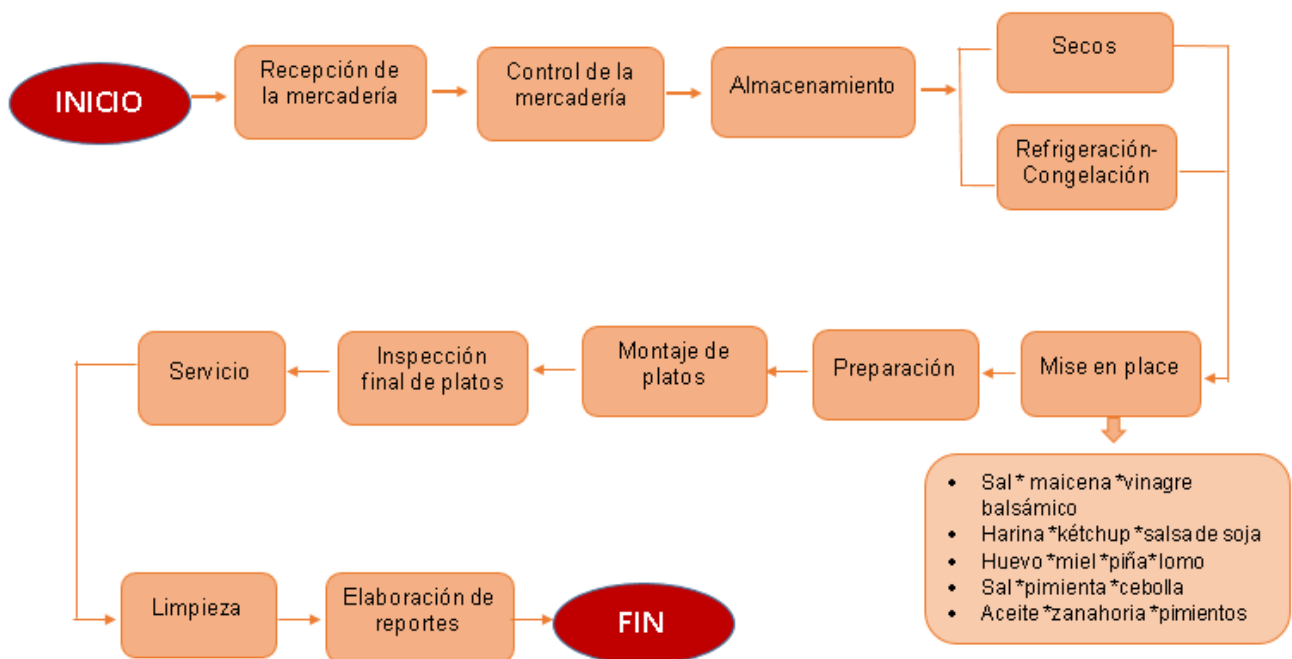 INICIO
Recepción de
la mercadería
Control de la
mercadería
Almacenamiento
Secos
Refrigeración-
Congelación
Mise en place
Preparación
Montaje de
platos
Inspección
final de platos
Servicio
• Sal* maicena *vinagre
balsámico
• Harina *kétchup *salsa de soja
• Huevo *miel *piña*lomo
• Sal *pimienta *cebolla
• Aceite *zanahoria *pimientos
Limpieza
Elaboración de
reportes
FIN